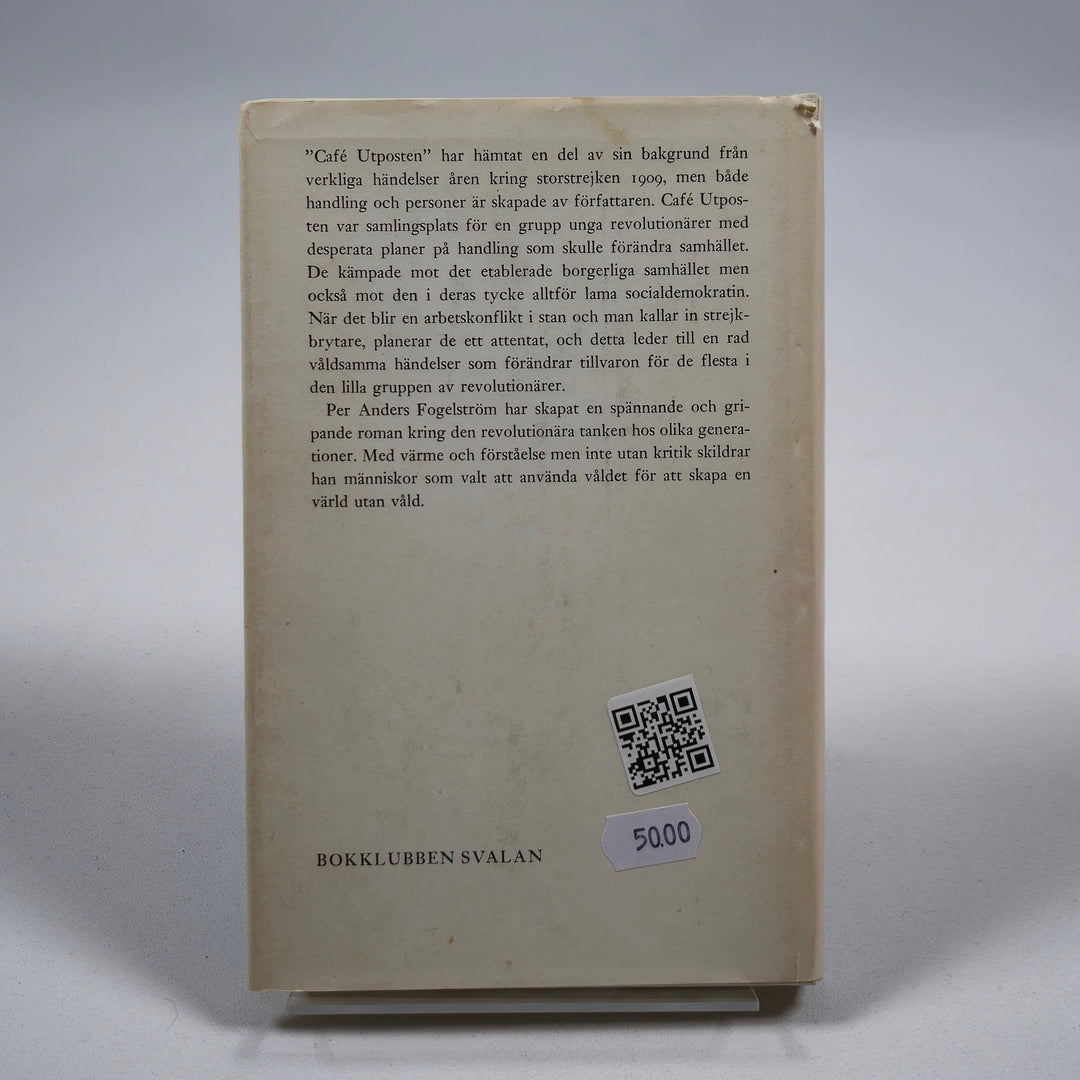 ”Café Utposten” har hämtat en del av sin bakgrund från
verkliga händelser åren kring storstrejken 1909, men både
handling och personer är skapade av författaren. Café Utpos-
ten var samlingsplats för en grupp unga revolutionärer med
desperata planer på handling som skulle förändra samhället.
De kämpade mot det etablerade borgerliga samhället men
också mot den i deras tycke alltför lama socialdemokratin.
När det blir en arbetskonflikt i stan och man kallar in strejk-
brytare, planerar de ett attentat, och detta leder till en rad
våldsamma händelser som förändrar tillvaron för de flesta i
den lilla gruppen av revolutionärer.
Per Anders Fogelström har skapat en spännande och gri-
pande roman kring den revolutionära tanken hos olika genera-
tioner. Med värme och förståelse men inte utan kritik skildrar
han människor som valt att använda våldet för att skapa en
värld utan våld.
50.00
BOKKLUBBEN SVALAN